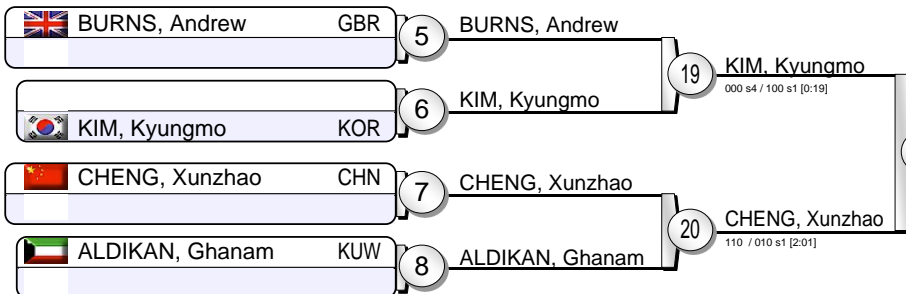 BURNS, Andrew GBR
5
BURNS, Andrew
KIM, Kyungmo KOR
6
KIM, Kyungmo
19
KIM, Kyungmo
000 s4 / 100 s1 [0:19]
CHENG, Xunzhao CHN
7
CHENG, Xunzhao
ALDIKAN, Ghanam KUW
8
ALDIKAN, Ghanam
20
CHENG, Xunzhao
110 / 010 s1 [2:01]